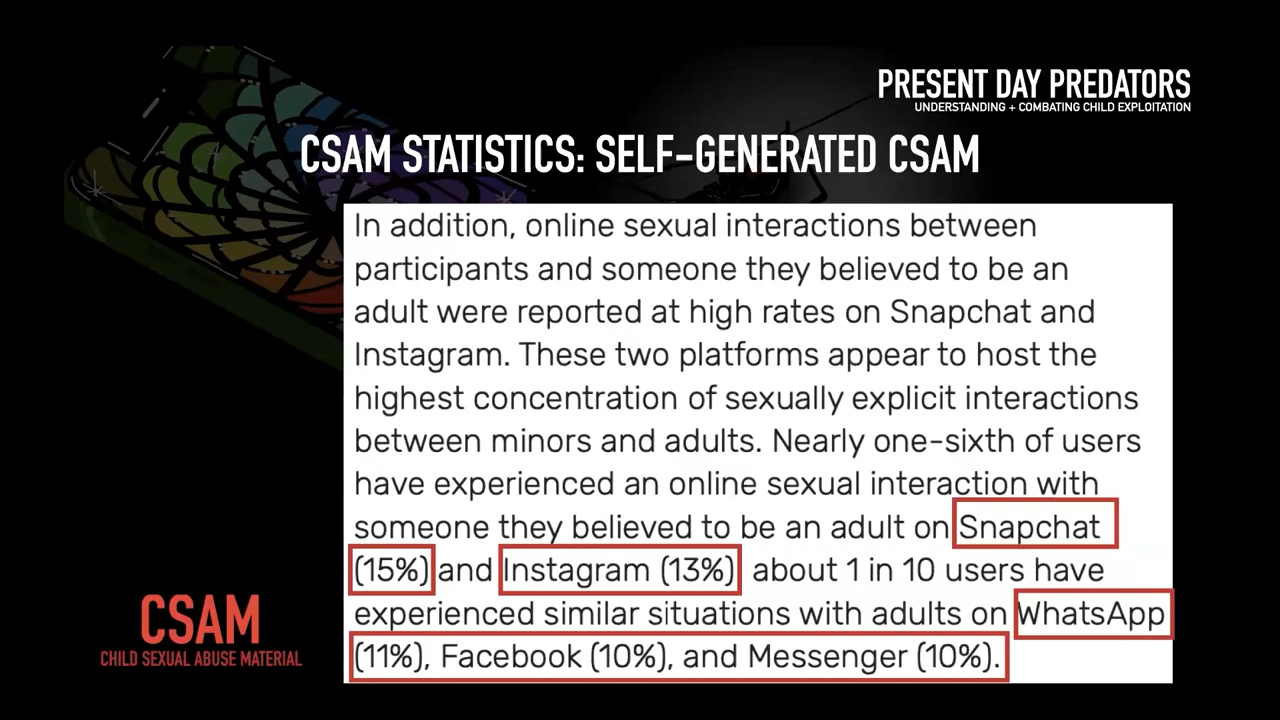 PRESENT DAY PREDATORS
UNDERSTANDING + COMBATING CHILD EXPLOITATION
CSAM STATISTICS: SELF-GENERATED CSAM
In addition, online sexual interactions between
participants and someone they believed to be an
adult were reported at high rates on Snapchat and
Instagram. These two platforms appear to host the
highest concentration of sexually explicit interactions
between minors and adults. Nearly one-sixth of users
have experienced an online sexual interaction with
someone they believed to be an adult on Snapchat
(15%) and Instagram (13%) about 1 in 10 users have
experienced similar situations with adults on WhatsApp
(11%), Facebook (10%), and Messenger (10%).
CSAM
CHILD SEXUAL ABUSE MATERIAL